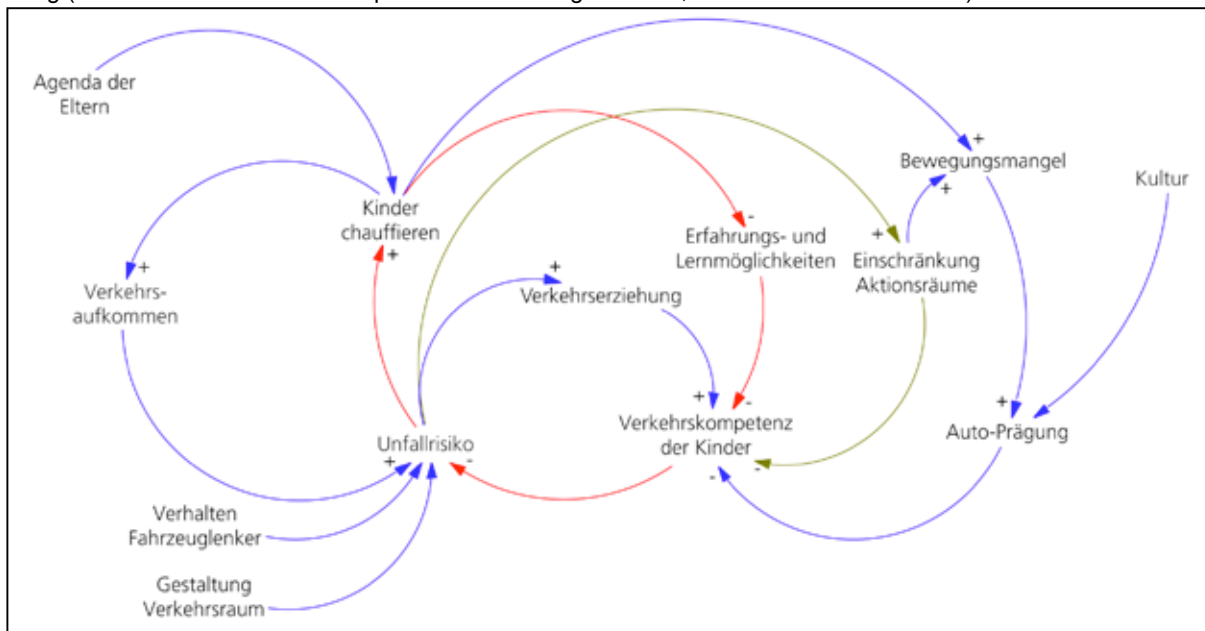 Agenda der
Eltern
+
Bewegungsmangel
+
Kultur
Kinder
chauffieren
+
-
Erfahrungs- und
Lernmöglichkeiten
+
Einschränkung
Aktionsräume
+
Verkehrs-
aufkommen
+
Verkehrserziehung
+
-
Verkehrskompetenz
der Kinder
-
-
+
Auto-Prägung
Unfallrisiko
+
-
Verhalten
Fahrzeuglenker
Gestaltung
Verkehrsraum